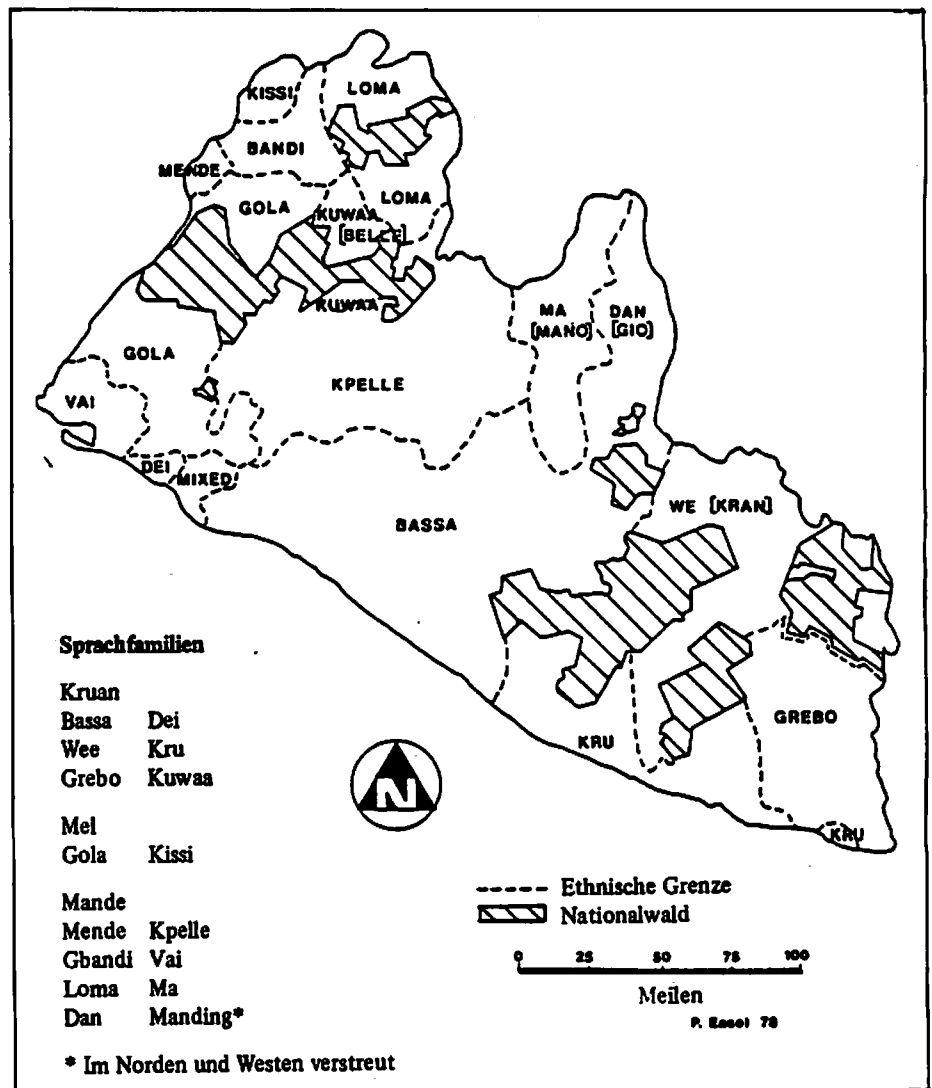 KISSI
LOMA
BANDI
MENDE
GOLA
LOMA
KUWAA
[BELLE]
KUWAA
MA
[MANO]
DAN
[GIO]
GOLA
KPELLE
VAI
DEI
MIXED
BASSA
WE [KRAN]
GREBO
KRU
KRU
N
Sprachfamilien
Kruan
Bassa Dei
Wee Kru
Grebo Kuwaa
Mel
Gola Kissi
Mande
Mende Kpelle
Gbandi Vai
Loma Ma
Dan Manding*
* Im Norden und Westen verstreut
Ethnische Grenze
Nationalwald
0 25 50 75 100
Meilen
P. 78